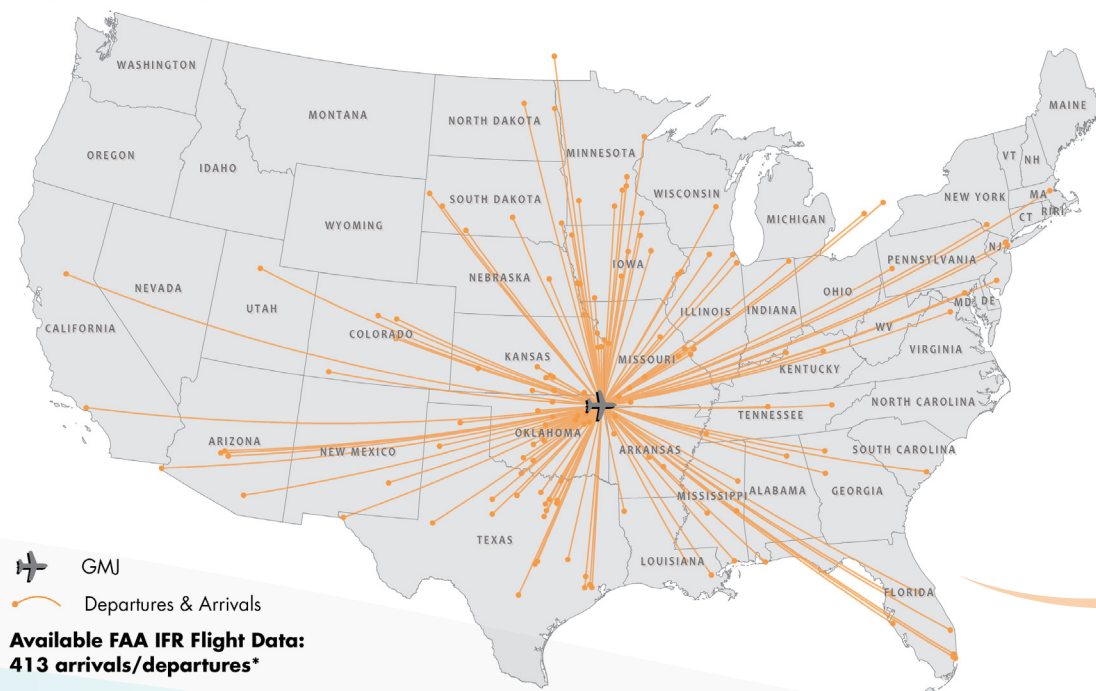 WASHINGTON
MAINE
MONTANA
NORTH DAKOTA
OREGON
MINNESOTA
VT
NH
IDAHO
WISCONSIN
SOUTH DAKOTA
NEW YORK
MA
MICHIGAN
CT
RIRI
WYOMING
NJ
IOWA
PENNSYLVANIA
NEBRASKA
NEVADA
OHIO
MD
DE
UTAH
ILLINOIS
INDIANA
CALIFORNIA
COLORADO
WV
VIRGINIA
KANSAS
MISSOURI
KENTUCKY
NORTH CAROLINA
TENNESSEE
OKLAHOMA
ARIZONA
NEW MEXICO
ARKANSAS
SOUTH CAROLINA
MISSISSIPPI
ALABAMA
GEORGIA
TEXAS
LOUISIANA
FLORIDA
GMJ
Departures & Arrivals
Available FAA IFR Flight Data:
413 arrivals/departures*